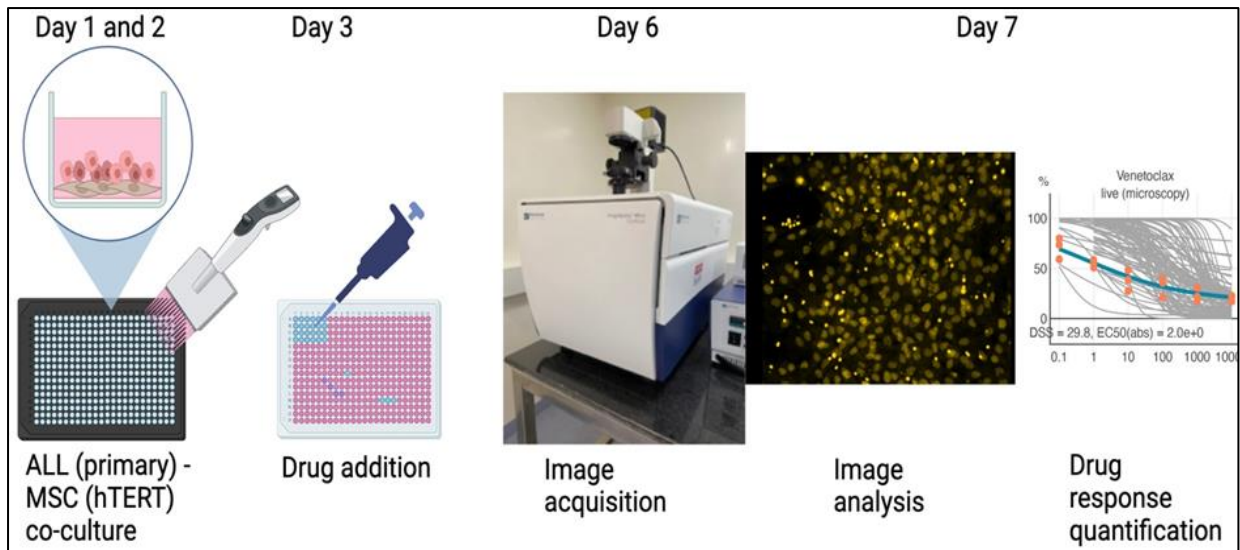 Day 1 and 2
Day 3
Day 6
Day 7
%
Venetoclax
live (microscopy)
100
50
0
DSS = 29.8, EC50(abs) = 2.0e+0
0.1 1 10 100 1000 1000
ALL (primary) -
MSC (hTERT)
co-culture
Drug addition
Image
acquisition
Image
analysis
Drug
response
quantification